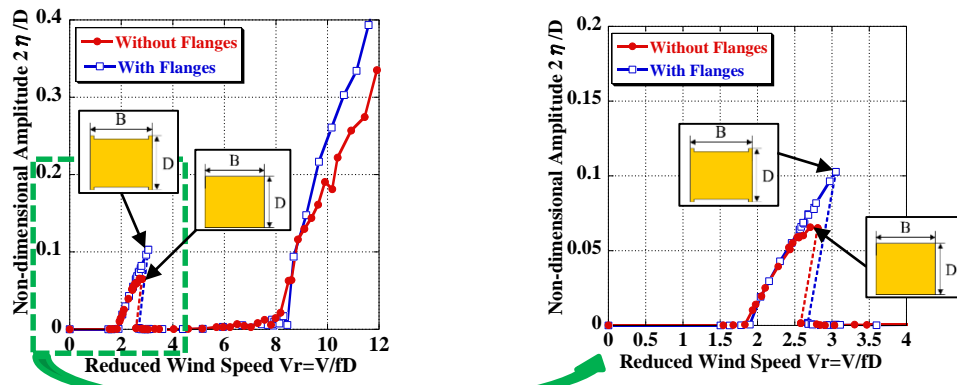 Non-dimensional Amplitude 2 η/D
0.4
0.3
0.2
0.1
0
0 2 4 6 8 10 12
Reduced Wind Speed Vr=V/fD
Without Flanges
With Flanges
B
D
B
D
Non-dimensional Amplitude 2 η/D
0.2
0.15
0.1
0.05
0
0 0.5 1 1.5 2 2.5 3 3.5 4
Reduced Wind Speed Vr=V/fD
Without Flanges
With Flanges
B
D
B
D